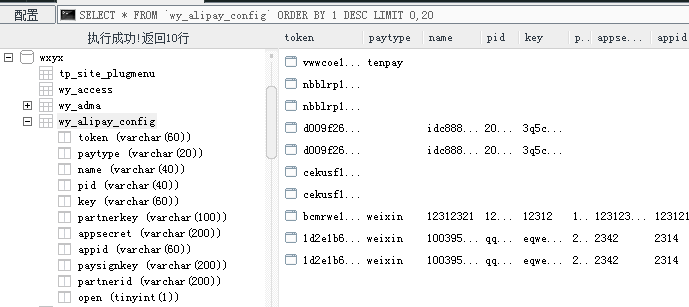 配置 SELECT * FROM `wy_alipay_config` ORDER BY 1 DESC LIMIT 0,20
执行成功!返回10行
wxyx
tp_site_plugmenu
wy_access
wy_adma
wy_alipay_config
token (varchar(60))
paytype (varchar(20))
name (varchar(40))
pid (varchar(40))
key (varchar(60))
partnerkey (varchar(100))
appsecret (varchar(200))
appid (varchar(60))
paysignkey (varchar(200))
partnerid (varchar(200))
open (tinyint(1))
token paytype name pid key p.. appse... appid
vwwcoe1... tenpay
nbblrp1...
nbblrp1...
d009f26... idc888... 20... 3q5c...
d009f26... idc888... 20... 3q5c...
cekusf1...
cekusf1...
bcmrwe1... weixin 12312321 12... 12312 1... 123123... 123121
1d2e1b6... weixin 100395... qq... eqwe... 2... 2342 2314
1d2e1b6... weixin 100395... qq... eqwe... 2... 2342 2314